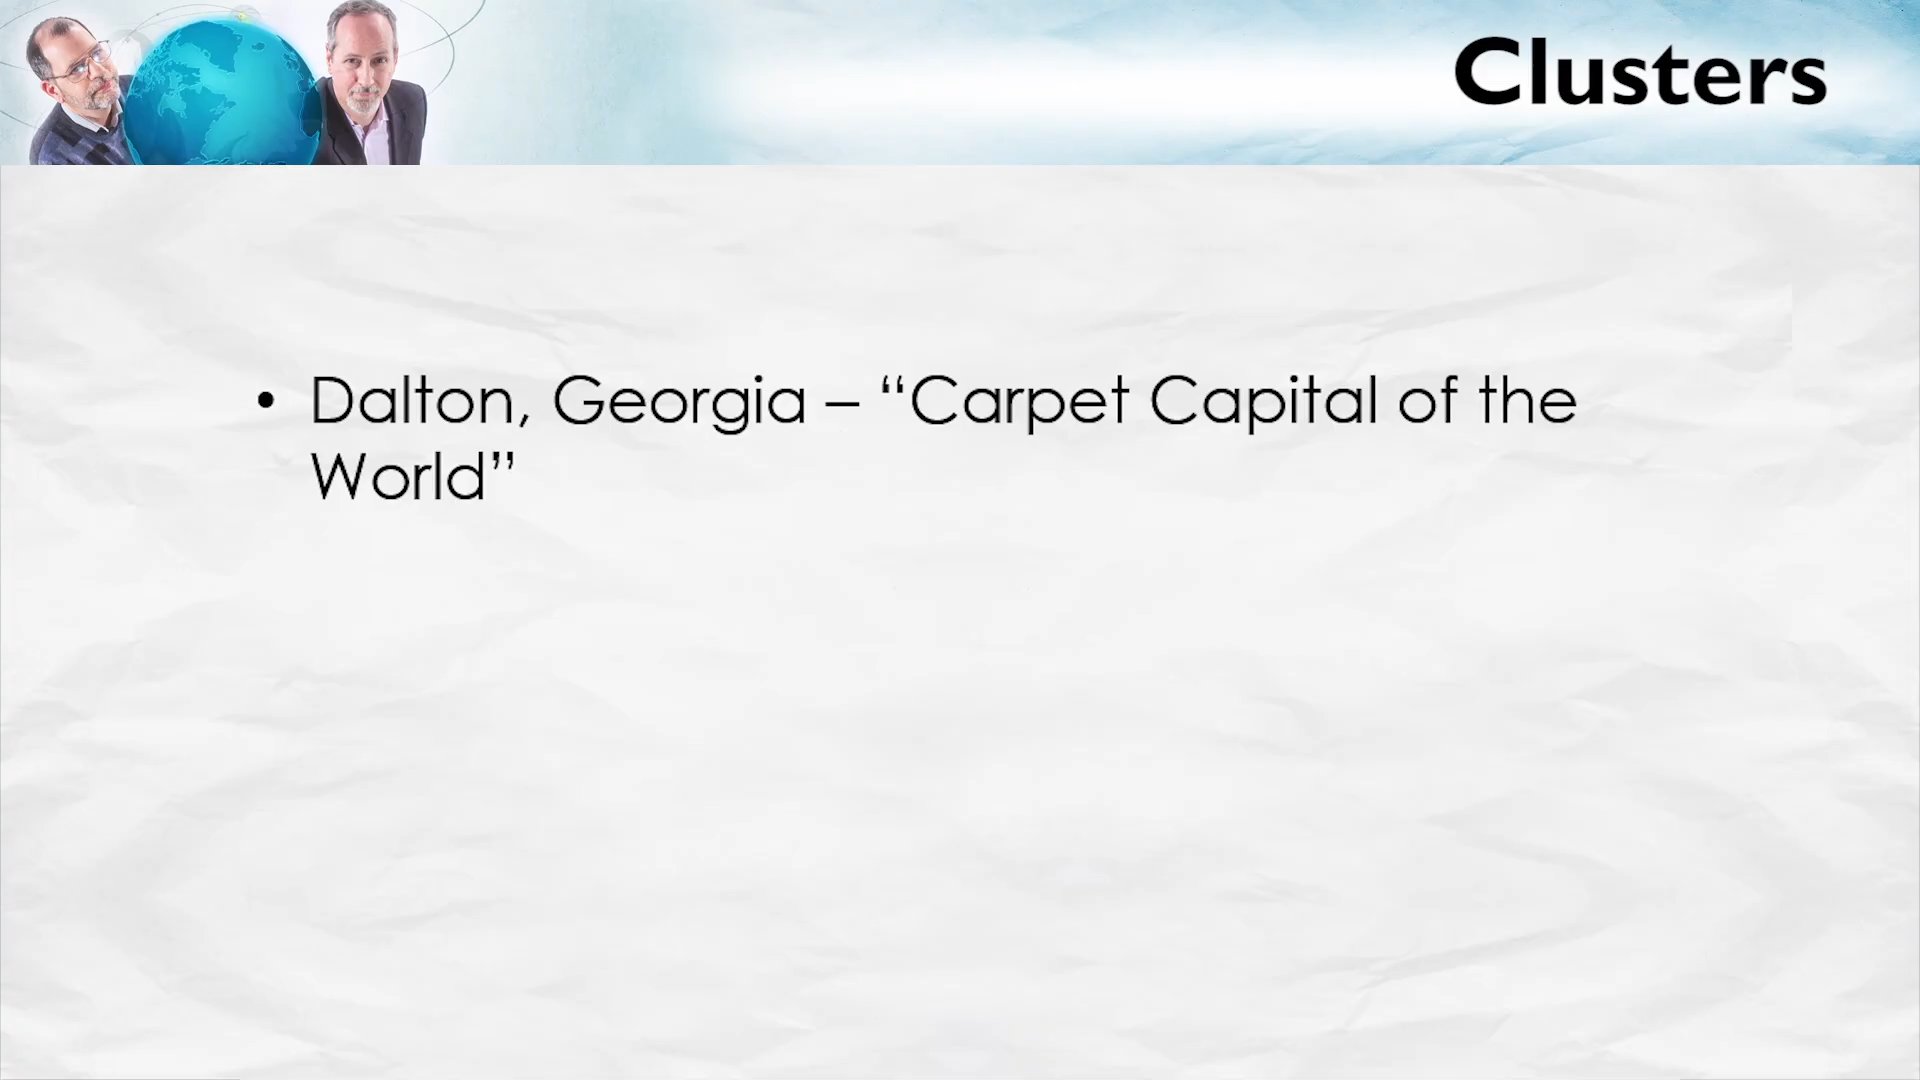 Clusters
• Dalton, Georgia – “Carpet Capital of the
World”